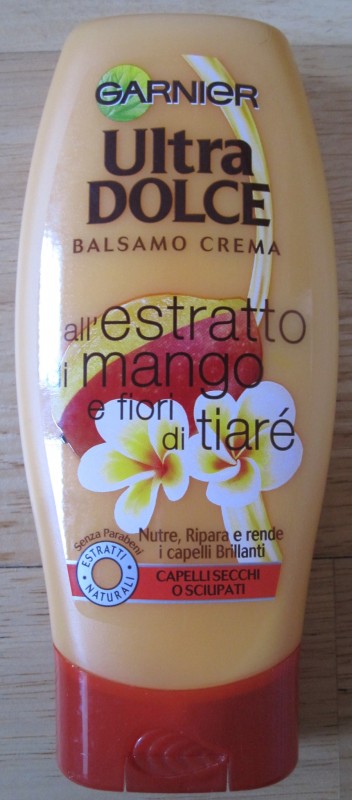 GARNIER
Ultra
DOLCE
BALSAMO CREMA
all'estratto
di mango
e fiori
di tiaré
Senza Parabeni
ESTRATTI NATURALI
Nutre, Ripara e rende
i capelli Brillanti
CAPELLI SECCHI
O SCIUPATI